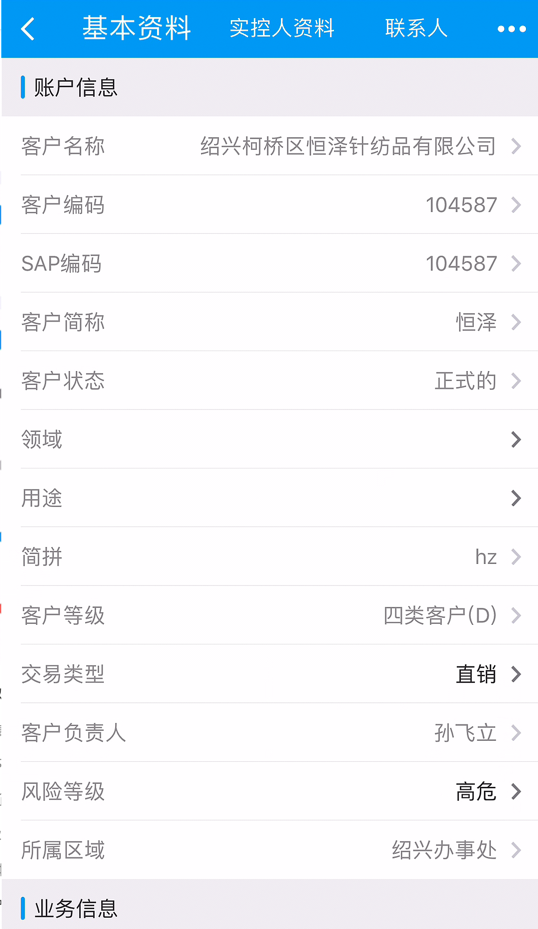 基本资料 实控人资料 联系人
账户信息
客户名称 绍兴柯桥区恒泽针纺品有限公司
客户编码 104587
SAP编码 104587
客户简称 恒泽
客户状态 正式的
领域
用途
简拼 hz
客户等级 四类客户(D)
交易类型 直销
客户负责人 孙飞立
风险等级 高危
所属区域 绍兴办事处
业务信息